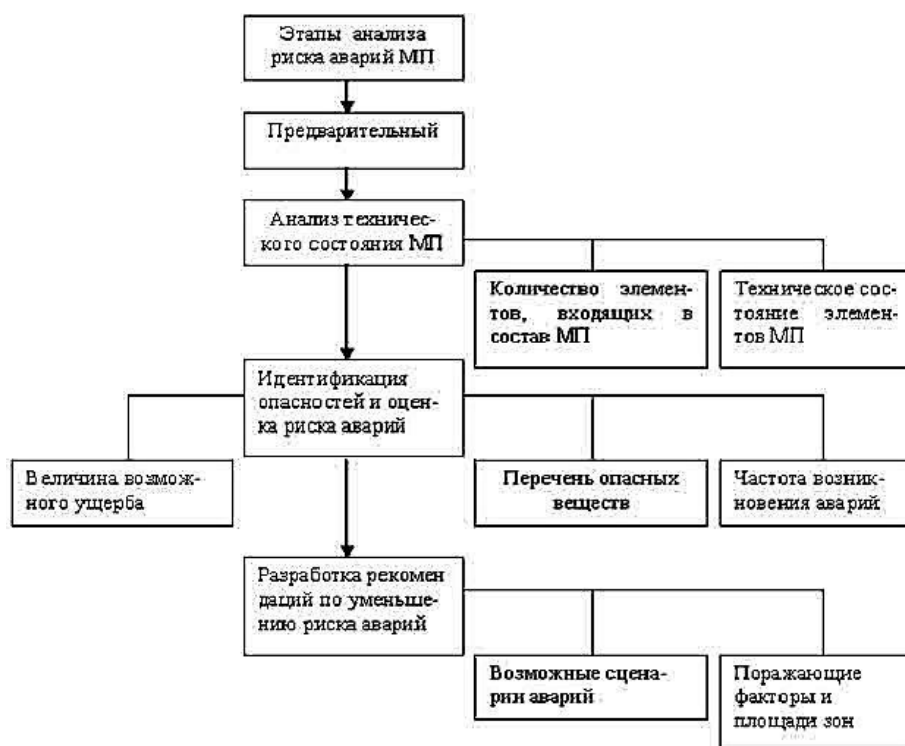 Этапы анализа
риска аварий МП
Предварительный
Анализ техничес-
кого состояния МП
Количество элемен-
тов, входящих в
состав МП
Техническое сос-
тояние элемен-
тов МП
Идентификация
опасностей и оцен-
ка риска аварий
Величина возмож-
ного ущерба
Перечень опасных
веществ
Частота возник-
новения аварий
Разработка рекомен
даций по уменьше-
нию риска аварий
Возможные сцена-
рии аварий
Поражающие
факторы и
площади зон